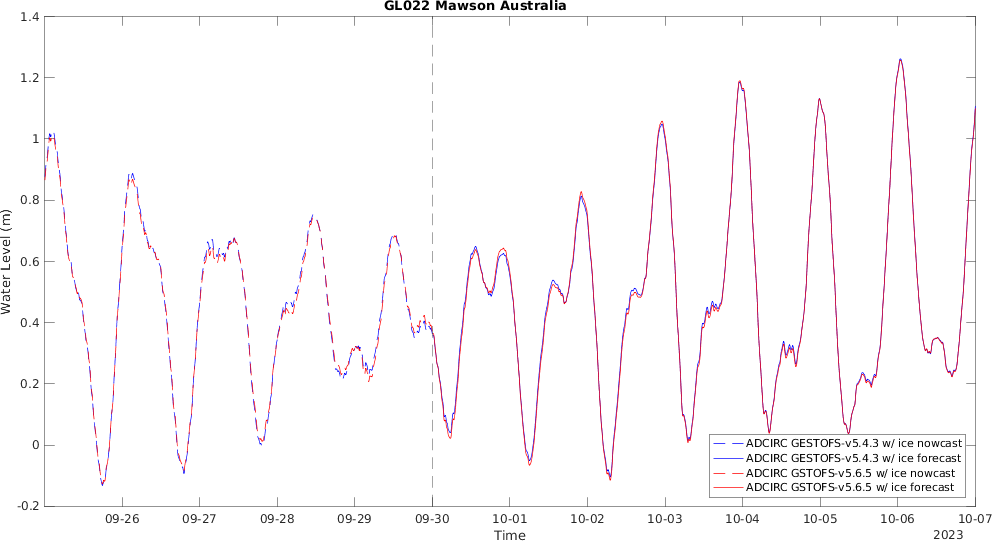 GL022 Mawson Australia
1.4
1.2
1
0.8
0.6
0.4
0.2
0
-0.2
Water Level (m)
09-26 09-27 09-28 09-29 09-30 10-01 10-02 10-03 10-04 10-05 10-06 10-07
Time
2023
ADCIRC GESTOFS-v5.4.3 w/ ice nowcast
ADCIRC GESTOFS-v5.4.3 w/ ice forecast
ADCIRC GSTOFS-v5.6.5 w/ ice nowcast
ADCIRC GSTOFS-v5.6.5 w/ ice forecast